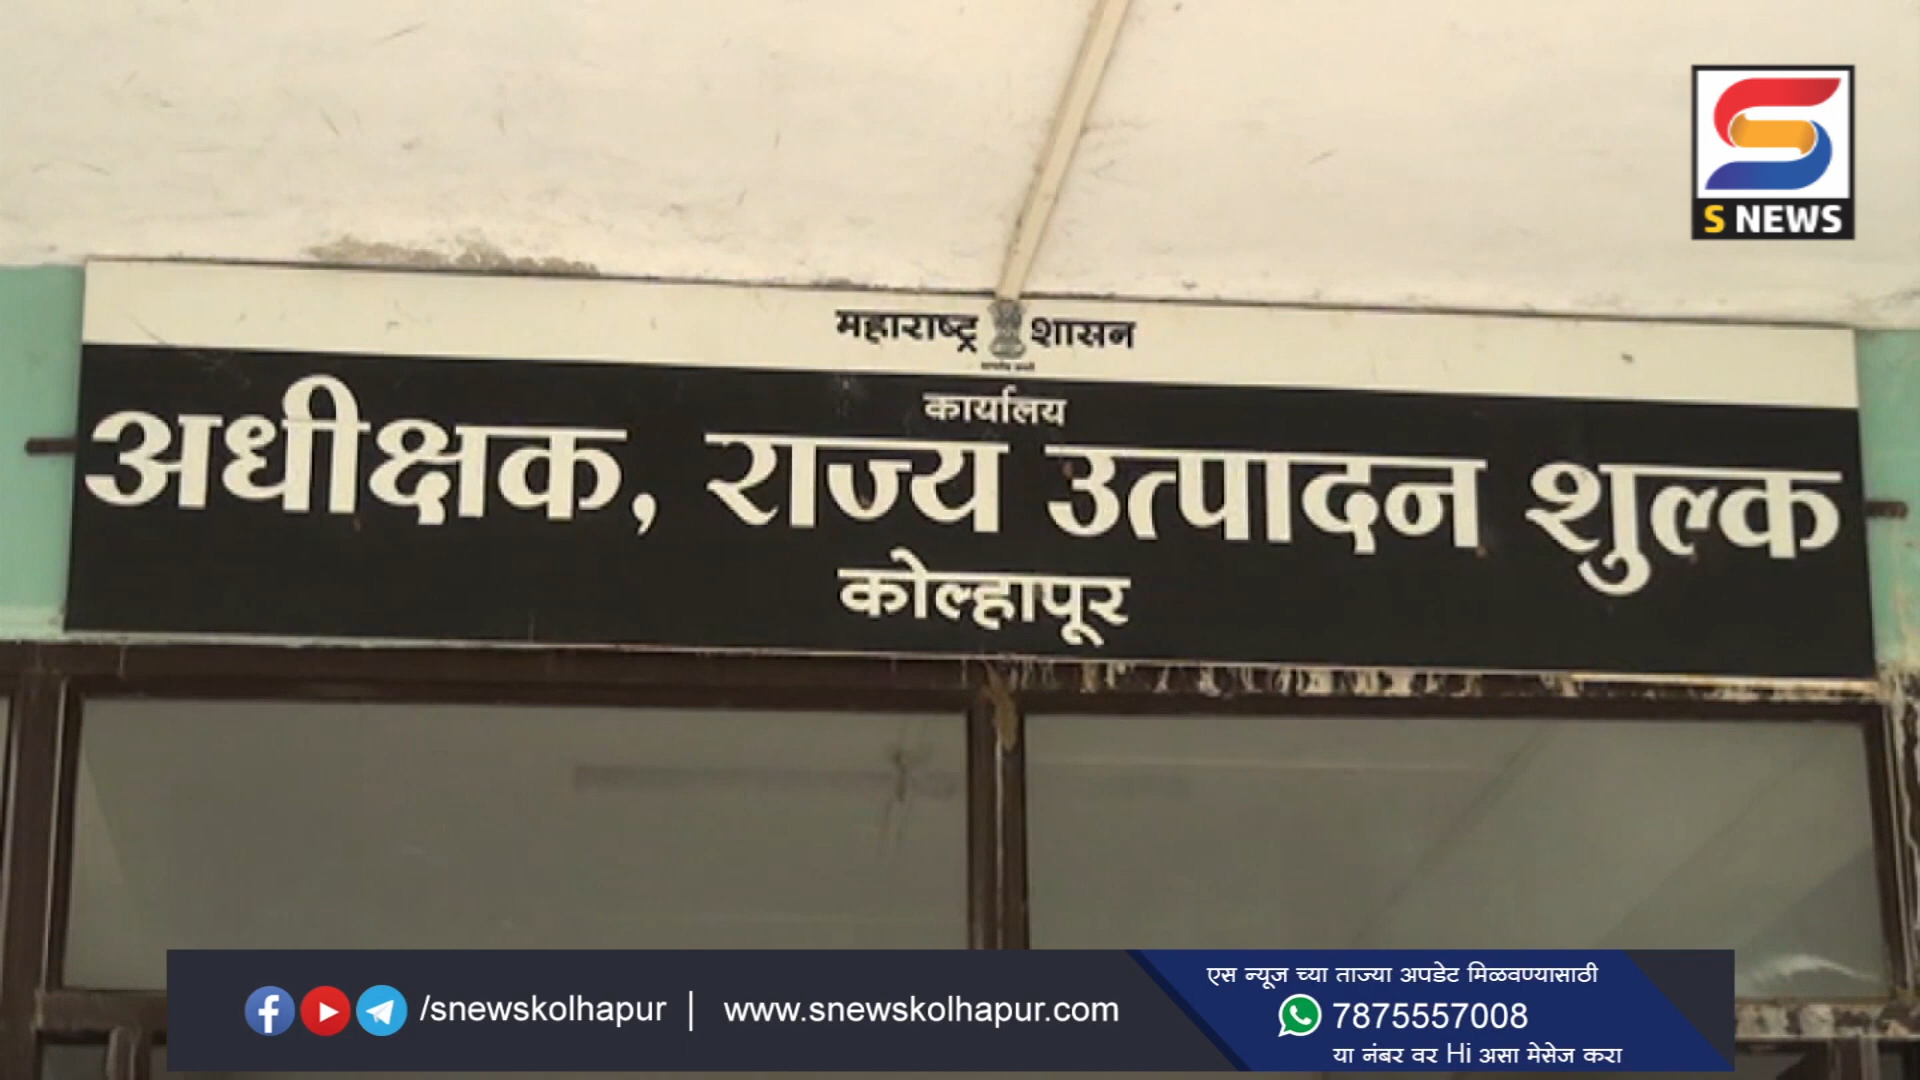 S NEWS
महाराष्ट्र शासन
कार्यालय
अधीक्षक, राज्य उत्पादन शुल्क
कोल्हापूर
/snewskolhapur | www.snewskolhapur.com
एस न्यूज च्या ताज्या अपडेट मिळवण्यासाठी
7875557008
या नंबर वर Hi असा मेसेज करा